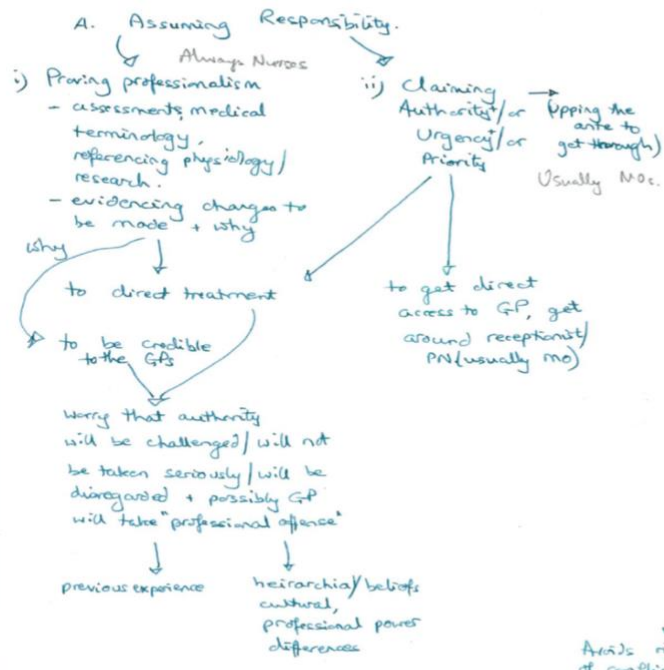 A. Assuming Responsibility.
Always Nurses
i) Proving professionalism
- assessments, medical
terminology,
referencing physiology/
research.
- evidencing changes to
be made + why
ii) Claiming
Authority+/or
Urgency+/or
Priority
→ (Upping the
ante to
get through)
Usually MOc.
why
to direct treatment
to be credible
to the GPs
to get direct
access to GP, get
around receptionist/
PN (usually mo)
worry that authority
will be challenged/will not
be taken seriously/will be
disregarded + possibly GP
will take "professional offence"
previous experience
heirarchial/beliefs
cultural,
professional power
differences
Avoids
of